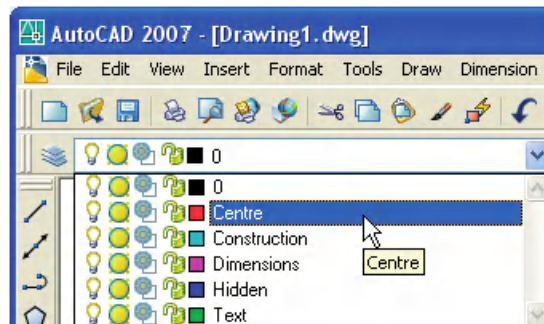 AutoCAD 2007 - [Drawing1.dwg]
File Edit View Insert Format Tools Draw Dimension
0
0
Centre
Construction
Dimensions
Centre
Hidden
Text